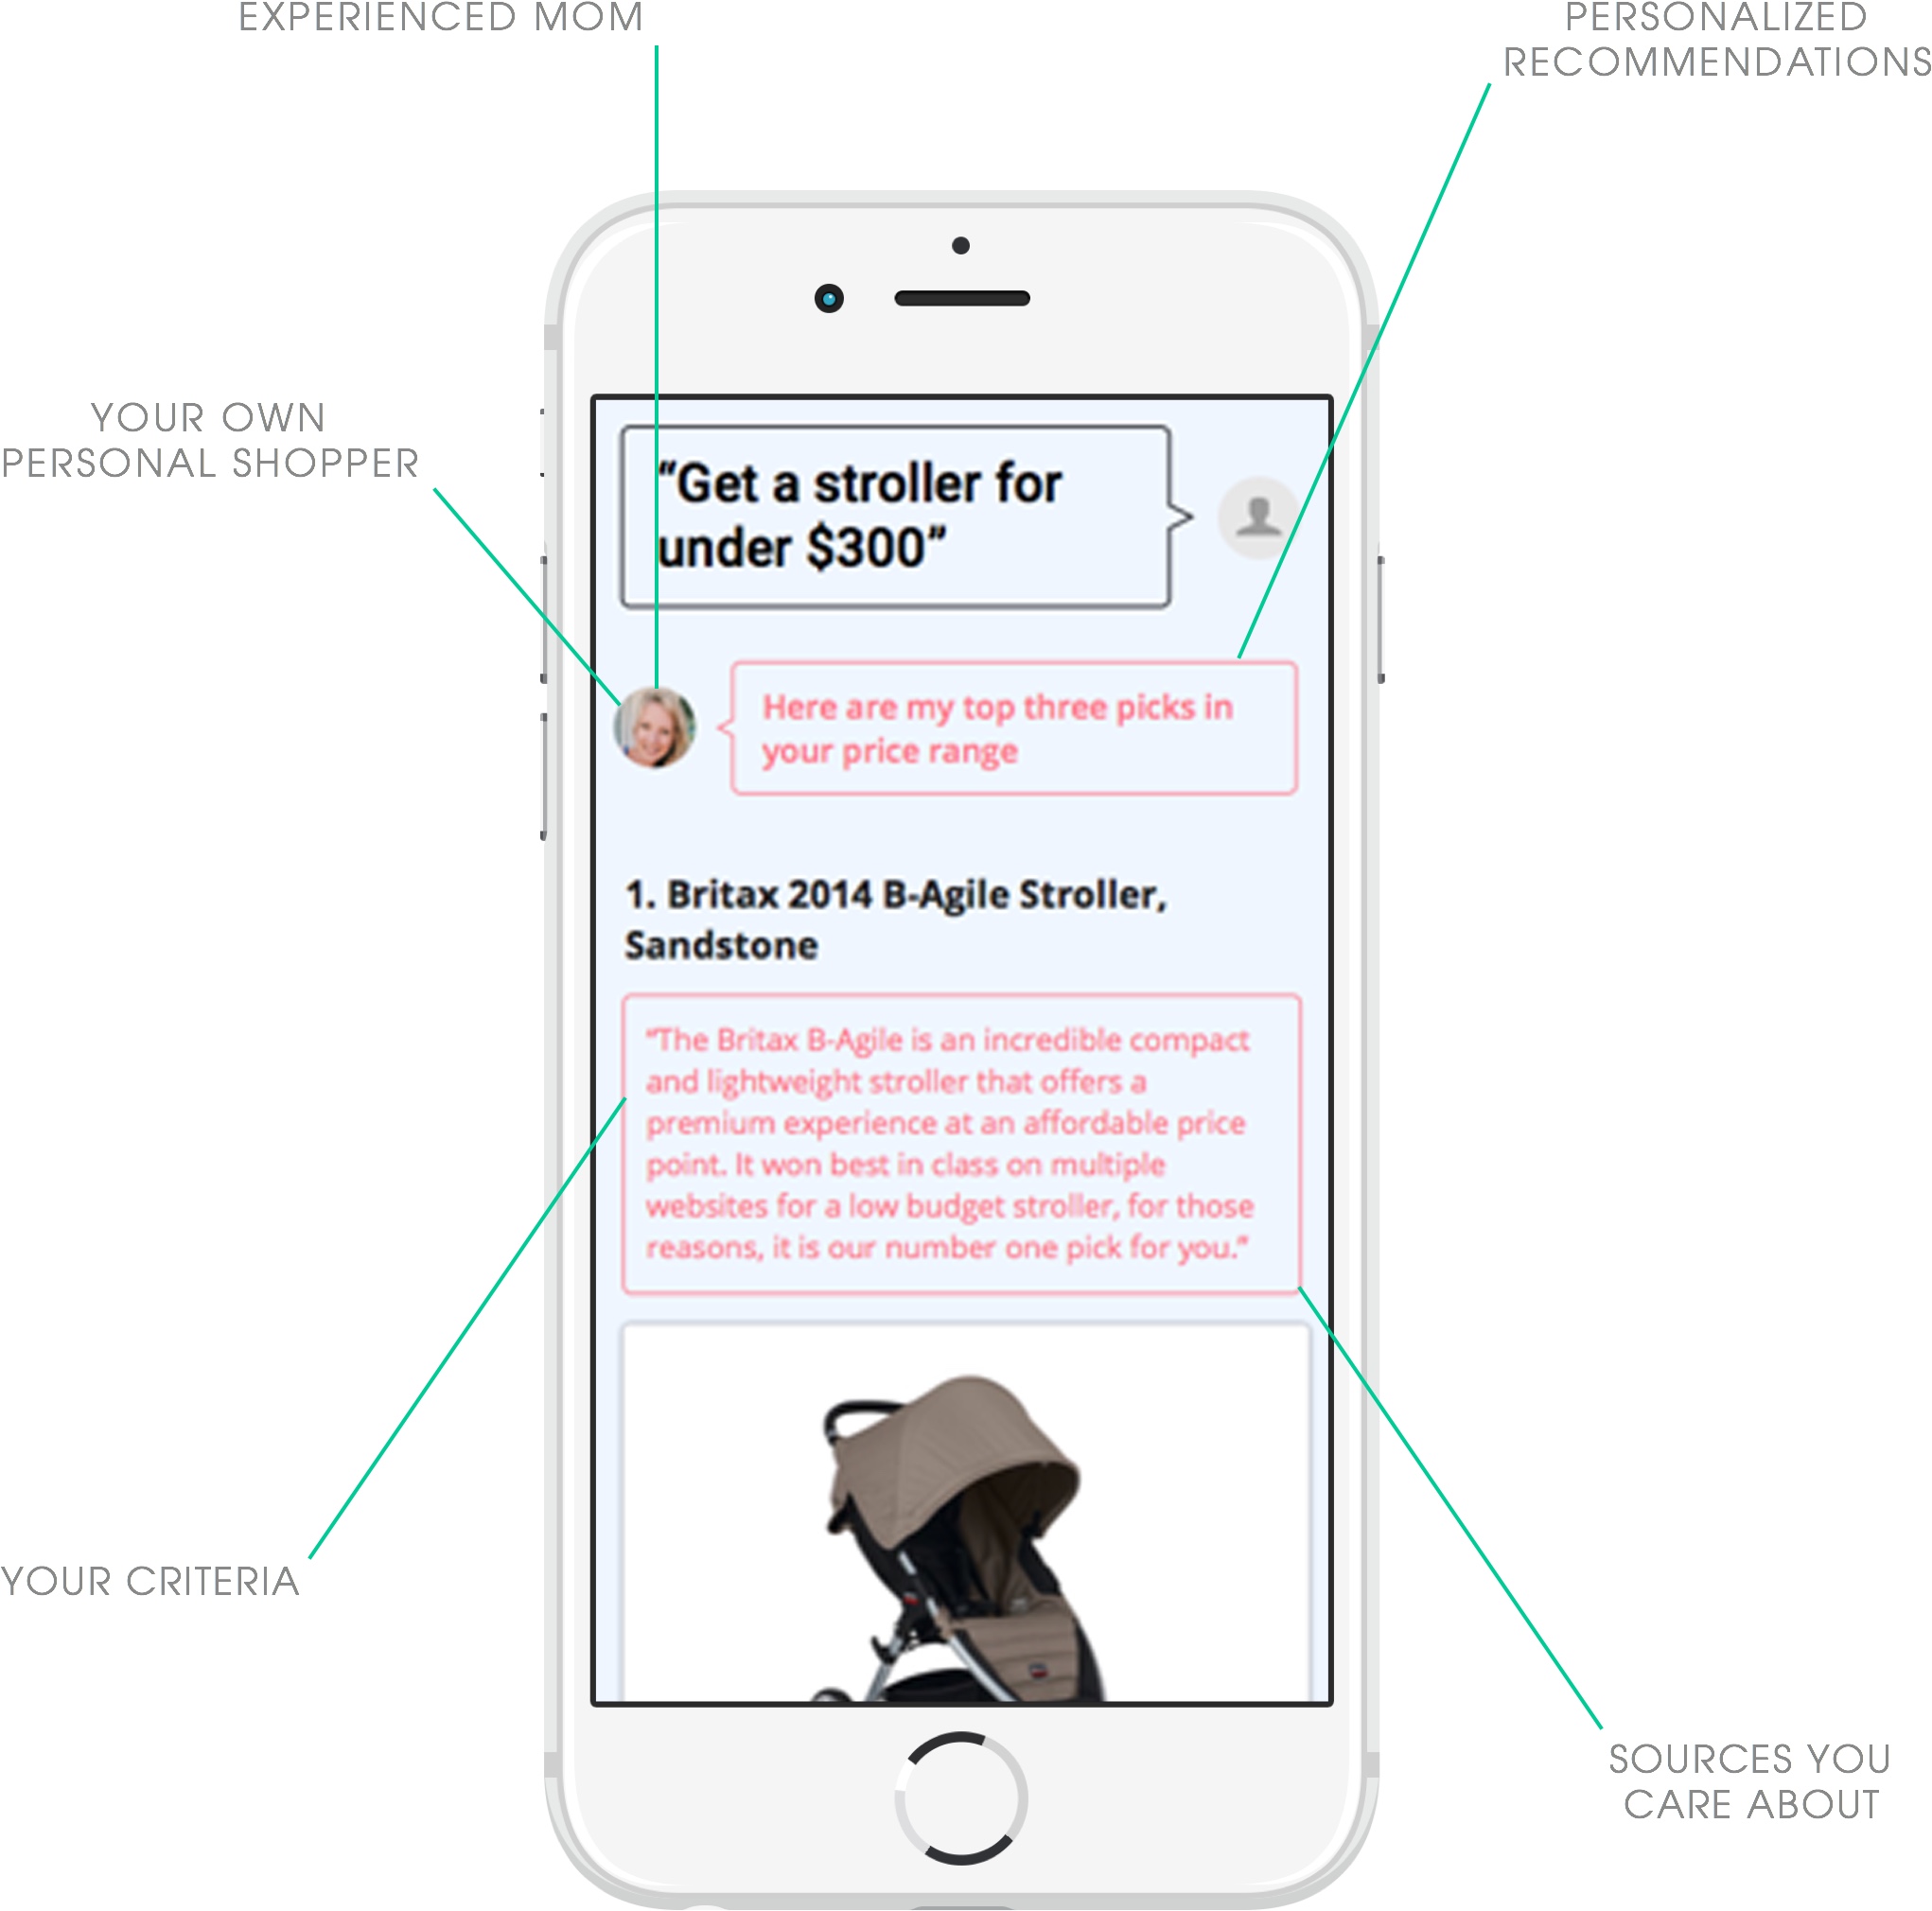 EXPERIENCED MOM
PERSONALIZED
RECOMMENDATIONS
YOUR OWN
PERSONAL SHOPPER
“Get a stroller for
under $300”
Here are my top three picks in
your price range
1. Britax 2014 B-Agile Stroller,
Sandstone
“The Britax B-Agile is an incredible compact
and lightweight stroller that offers a
premium experience at an affordable price
point. It won best in class on multiple
websites for a low budget stroller, for those
reasons, it is our number one pick for you.”
YOUR CRITERIA
SOURCES YOU
CARE ABOUT